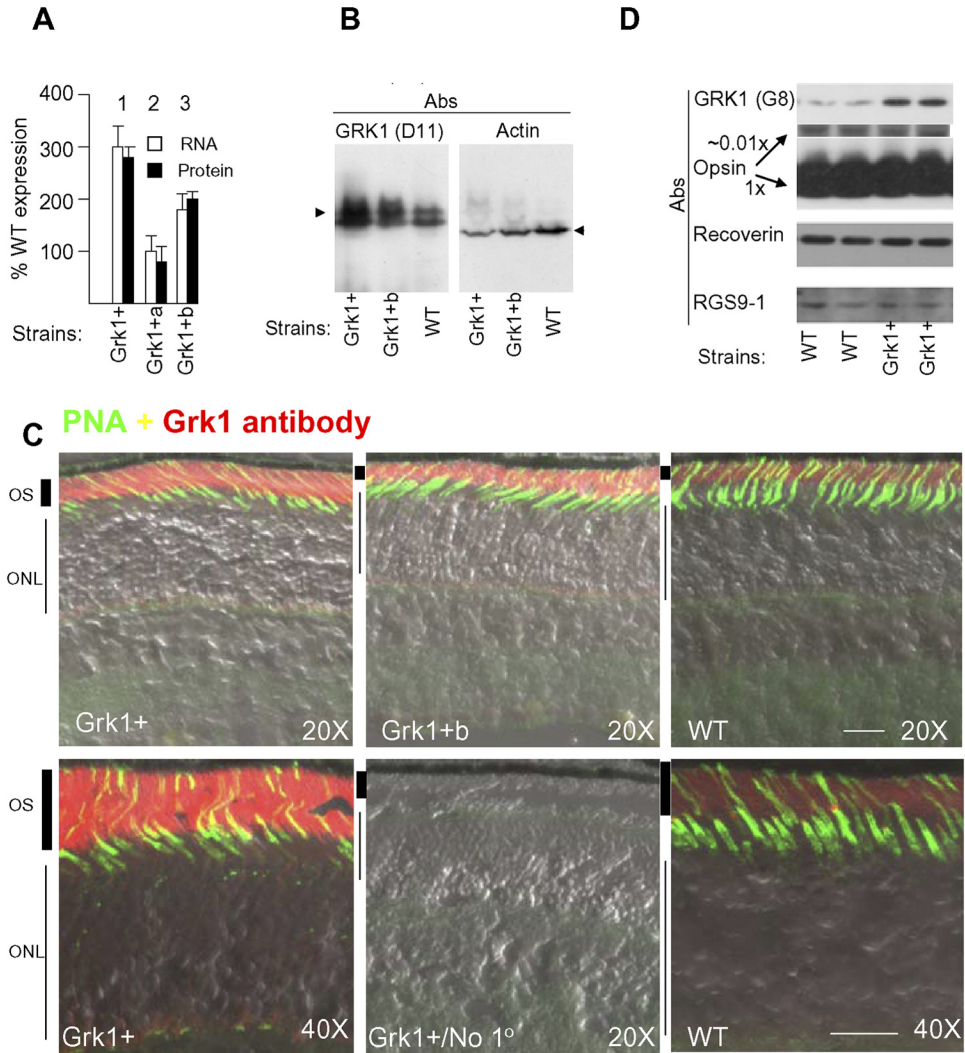 A
400
300
200
100
% WT expression
1 2 3
RNA
Protein
Strains:
Grk1+
Grk1+a
Grk1+b
B
Abs
GRK1 (D11)
Actin
Strains:
Grk1+
Grk1+b
WT
Grk1+
Grk1+b
WT
D
Abs
GRK1 (G8)
~0.01x
Opsin
1x
Recoverin
RGS9-1
Strains:
WT
WT
Grk1+
Grk1+
C
PNA + Grk1 antibody
OS
ONL
Grk1+ 20X
Grk1+b 20X
WT 20X
OS
ONL
Grk1+ 40X
Grk1+/No 1º 20X
WT 40X